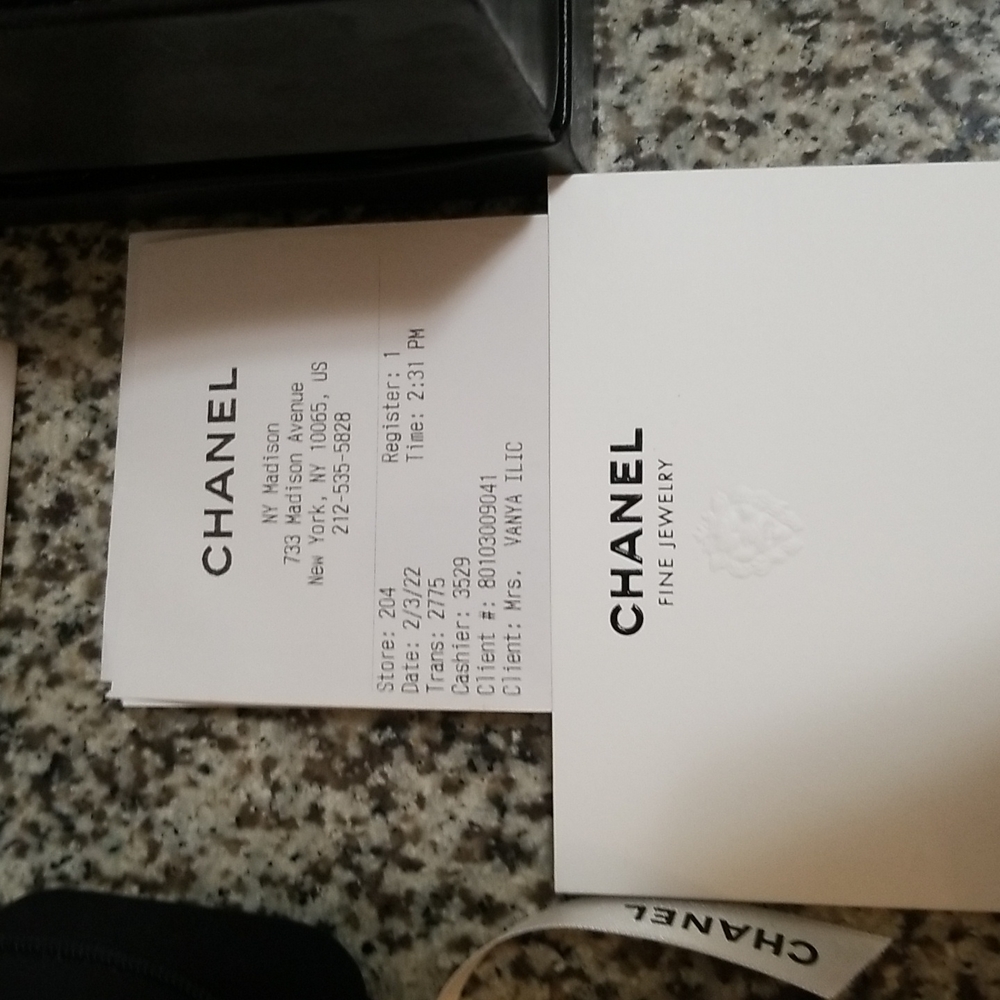 CHANEL
NY Madison
733 Madison Avenue
New York, NY 10065, US
212-535-5828
Store: 204 Register: 1
Date: 2/3/22 Time: 2:31 PM
Trans: 2775
Cashier: 3529
Client #: 80103009041
Client: Mrs. VANYA ILIC
CHANEL
FINE JEWELRY
CHANEL